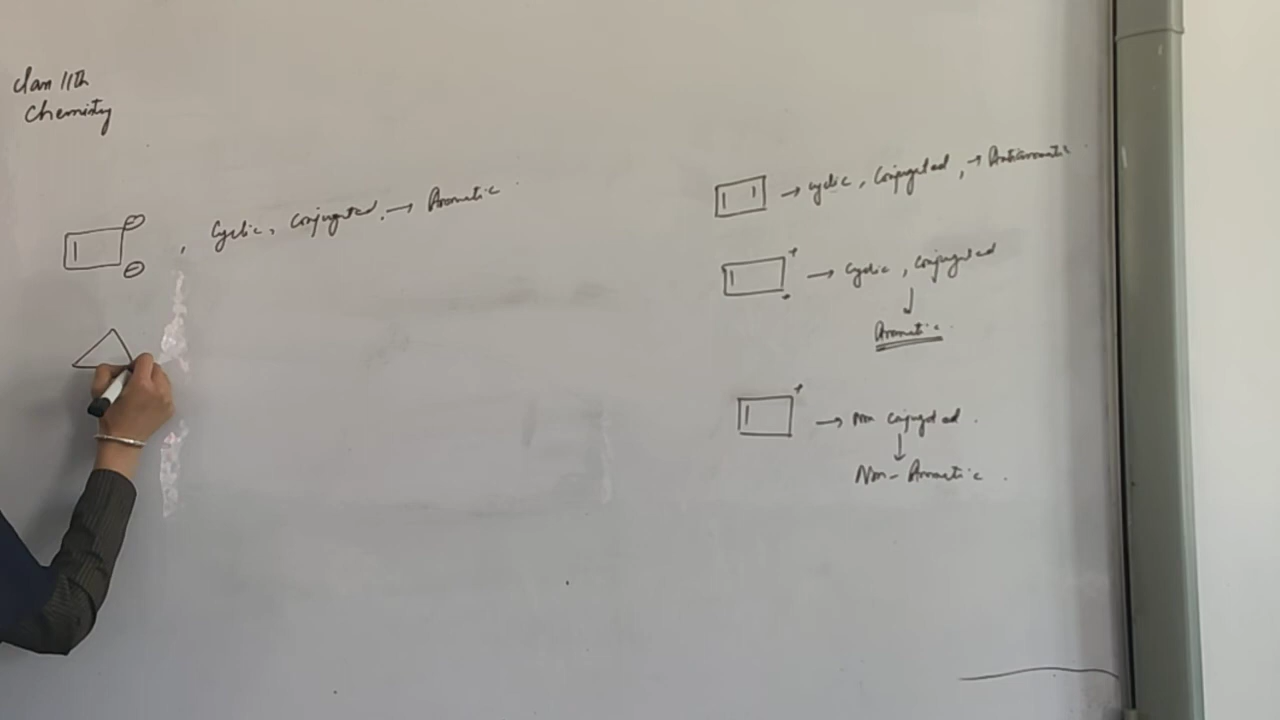 Class 11th
Chemistry
, Cyclic, Conjugated, → Aromatic
→ cyclic, Conjugated, → Antiaromatic
+
+
→ Cyclic, Conjugated
↓
Aromatic
+
→ Non conjugated
↓
Non-Aromatic